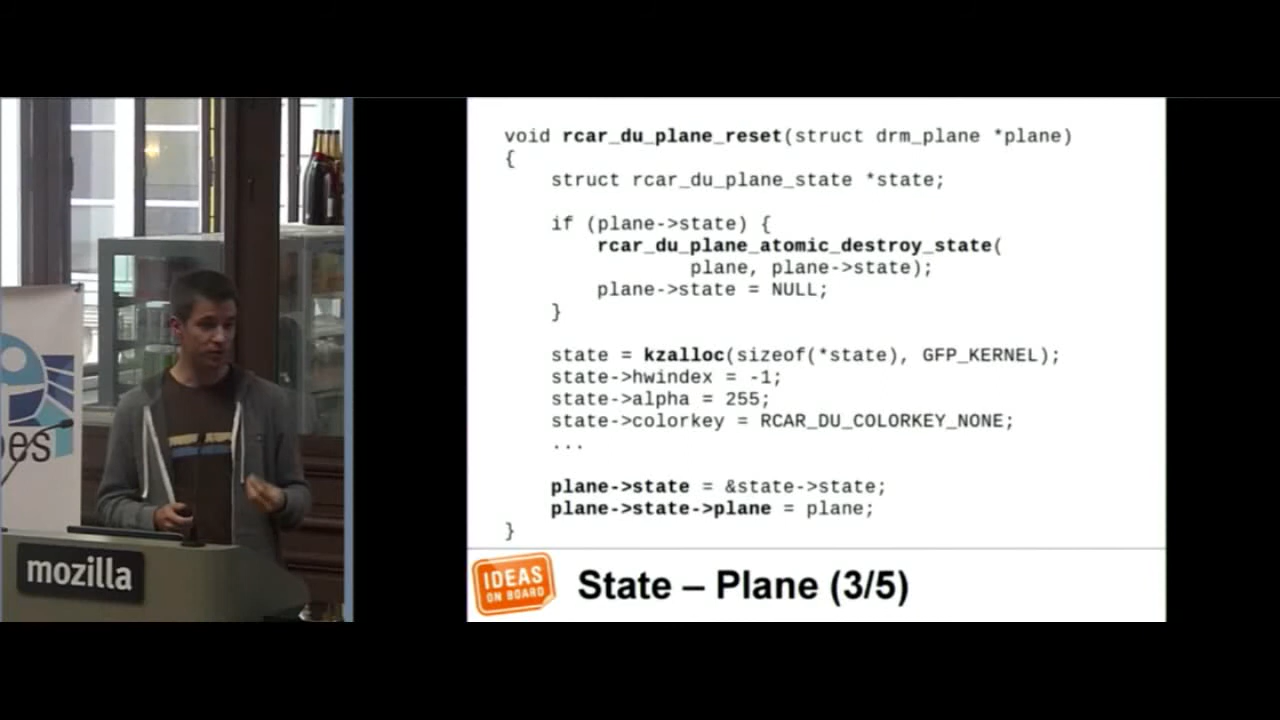 void rcar_du_plane_reset(struct drm_plane *plane)
{
struct rcar_du_plane_state *state;
if (plane->state) {
rcar_du_plane_atomic_destroy_state(
plane, plane->state);
plane->state = NULL;
}
state = kzalloc(sizeof(*state), GFP_KERNEL);
state->hwindex = -1;
state->alpha = 255;
state->colorkey = RCAR_DU_COLORKEY_NONE;
...
plane->state = &state->state;
plane->state->plane = plane;
}
IDEAS
ON BOARD
State – Plane (3/5)
mozilla